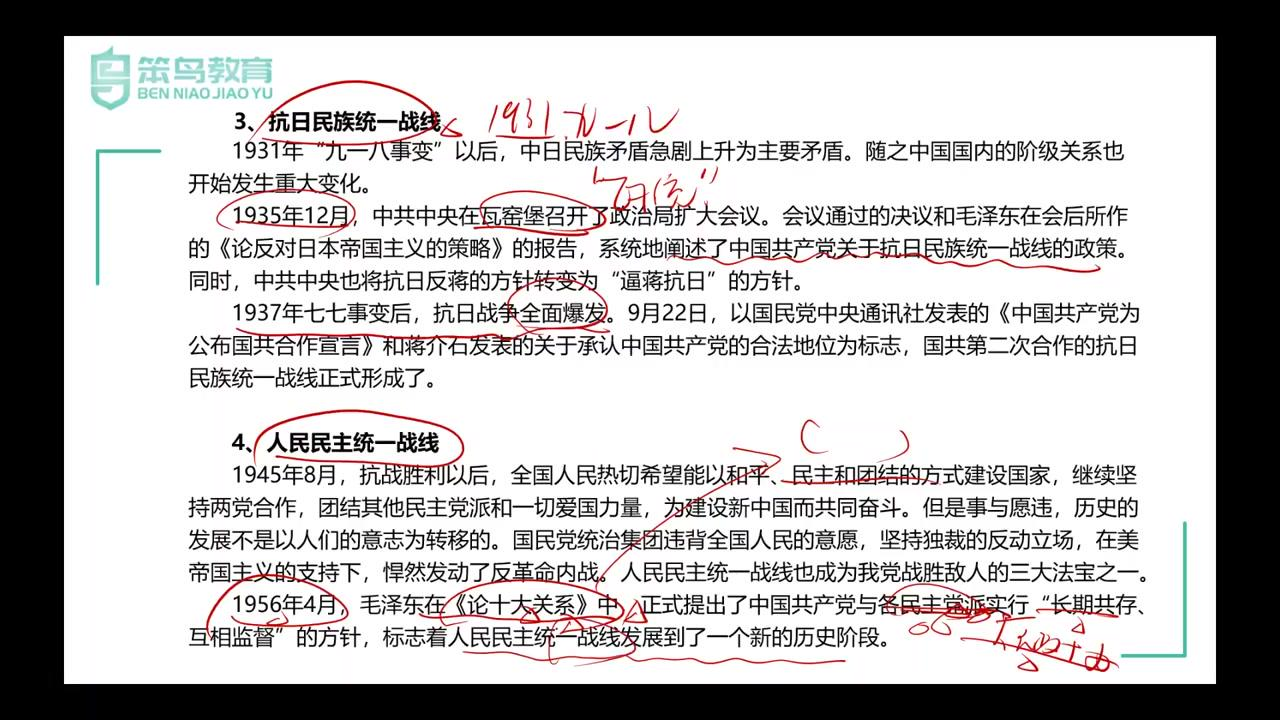 笨鸟教育
BEN NIAO JIAO YU
3、抗日民族统一战线
1931.九一八
1931年“九一八事变”以后，中日民族矛盾急剧上升为主要矛盾。随之中国国内的阶级关系也
开始发生重大变化。
1935年12月，中共中央在瓦窑堡召开了政治局扩大会议。会议通过的决议和毛泽东在会后所作
的《论反对日本帝国主义的策略》的报告，系统地阐述了中国共产党关于抗日民族统一战线的政策。
同时，中共中央也将抗日反蒋的方针转变为“逼蒋抗日”的方针。
1937年七七事变后，抗日战争全面爆发。9月22日，以国民党中央通讯社发表的《中国共产党为
公布国共合作宣言》和蒋介石发表的关于承认中国共产党的合法地位为标志，国共第二次合作的抗日
民族统一战线正式形成了。
4、人民民主统一战线
1945年8月，抗战胜利以后，全国人民热切希望能以和平、民主和团结的方式建设国家，继续坚
持两党合作，团结其他民主党派和一切爱国力量，为建设新中国而共同奋斗。但是事与愿违，历史的
发展不是以人们的意志为转移的。国民党统治集团违背全国人民的意愿，坚持独裁的反动立场，在美
帝国主义的支持下，悍然发动了反革命内战。人民民主统一战线也成为我党战胜敌人的三大法宝之一。
1956年4月，毛泽东在《论十大关系》中，正式提出了中国共产党与各民主党派实行“长期共存、
互相监督”的方针，标志着人民民主统一战线发展到了一个新的历史阶段。